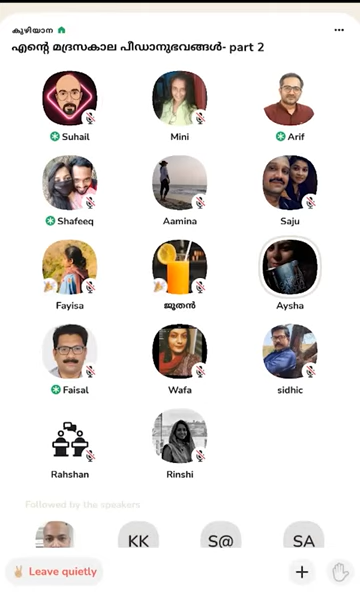 കുഴിയാന
എന്റെ മദ്രസകാല പീഡാനുഭവങ്ങൾ- part 2
Suhail
Mini
Arif
Shafeeq
Aamina
Saju
Fayisa
ജൂതൻ
Aysha
Faisal
Wafa
sidhic
Rahshan
Rinshi
Followed by the speakers
KK
S@
SA
Leave quietly